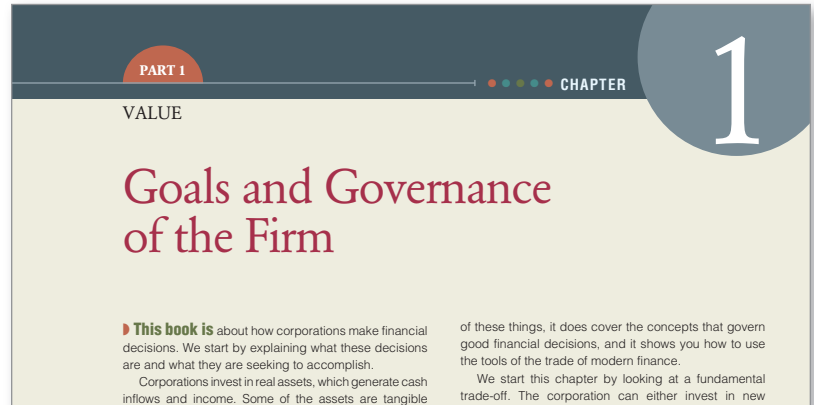 PART 1
CHAPTER
1
VALUE
Goals and Governance
of the Firm
This book is about how corporations make financial
decisions. We start by explaining what these decisions
are and what they are seeking to accomplish.
Corporations invest in real assets, which generate cash
inflows and income. Some of the assets are tangible
of these things, it does cover the concepts that govern
good financial decisions, and it shows you how to use
the tools of the trade of modern finance.
We start this chapter by looking at a fundamental
trade-off. The corporation can either invest in new